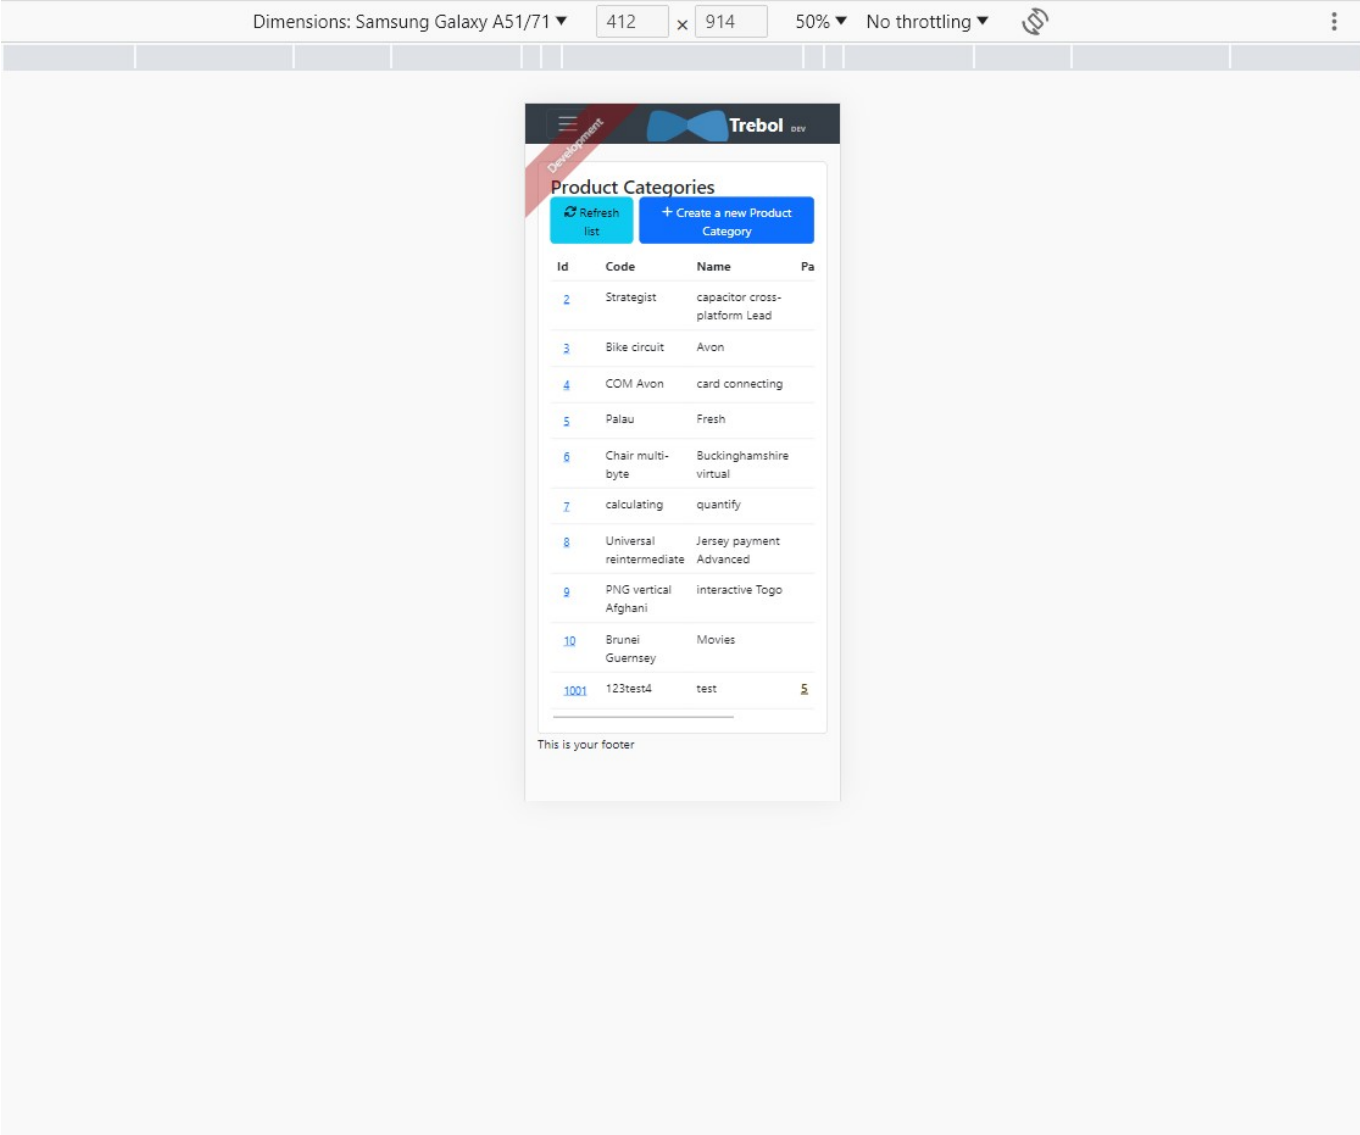 Dimensions: Samsung Galaxy A51/71 ▼ 412 × 914 50% ▼ No throttling ▼
Trebol DEV
Development
Product Categories
Refresh list
+ Create a new Product Category
Id Code Name Pa
2 Strategist capacitor cross-platform Lead
3 Bike circuit Avon
4 COM Avon card connecting
5 Palau Fresh
6 Chair multi-byte Buckinghamshire virtual
7 calculating quantify
8 Universal reintermediate Jersey payment Advanced
9 PNG vertical Afghani interactive Togo
10 Brunei Guernsey Movies
1001 123test4 test 5
This is your footer